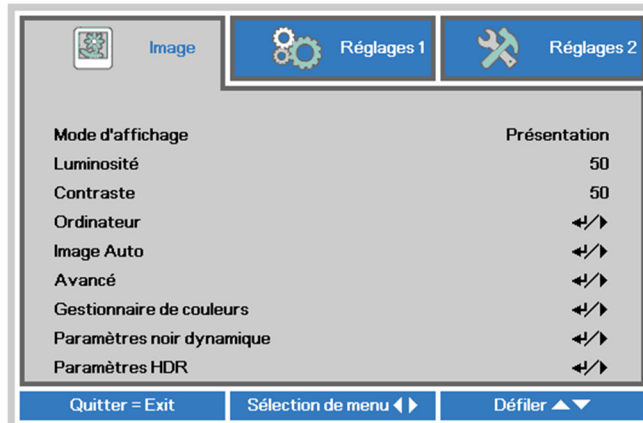 Image Réglages 1 Réglages 2
Mode d'affichage Présentation
Luminosité 50
Contraste 50
Ordinateur
Image Auto
Avancé
Gestionnaire de couleurs
Paramètres noir dynamique
Paramètres HDR
Quitter = Exit Sélection de menu Défiler